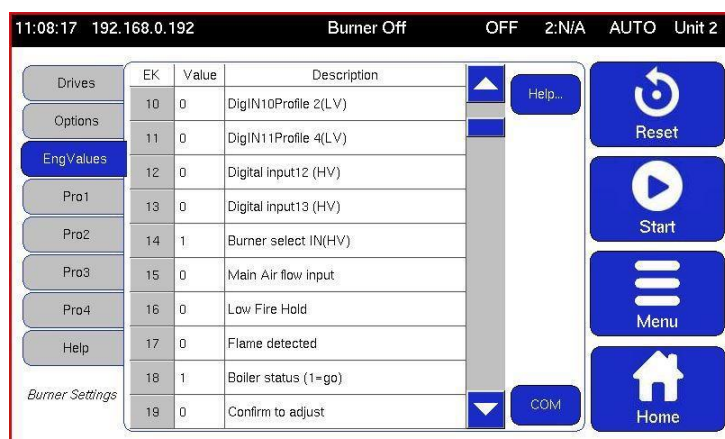 11:08:17 192.168.0.192 Burner Off OFF 2:N/A AUTO Unit 2
Drives
Options
EngValues
Pro1
Pro2
Pro3
Pro4
Help
Burner Settings
EK Value Description
10 0 DigIN10Profile 2(LV)
11 0 DigIN11Profile 4(LV)
12 0 Digital input12 (HV)
13 0 Digital input13 (HV)
14 1 Burner select IN(HV)
15 0 Main Air flow input
16 0 Low Fire Hold
17 0 Flame detected
18 1 Boiler status (1=go)
19 0 Confirm to adjust
Help...
COM
Reset
Start
Menu
Home